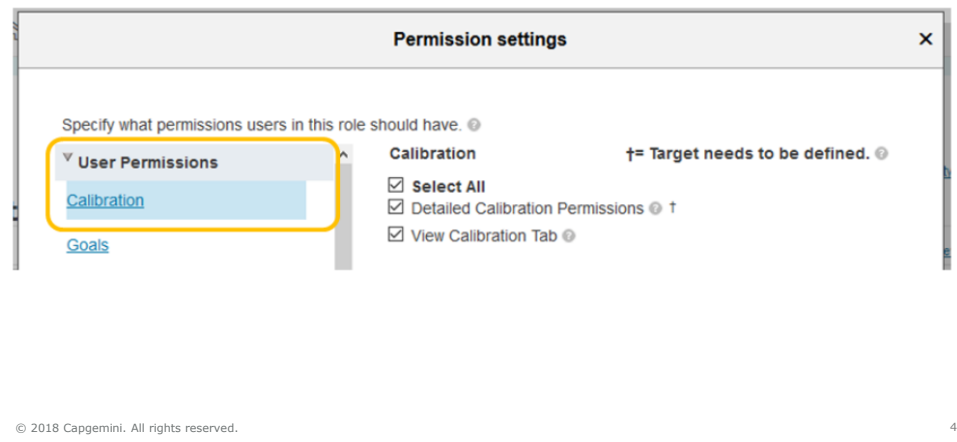 Permission settings
×
Specify what permissions users in this role should have. ?
User Permissions
Calibration
Goals
Calibration
†= Target needs to be defined. ?
Select All
Detailed Calibration Permissions ? †
View Calibration Tab ?
© 2018 Capgemini. All rights reserved.
4